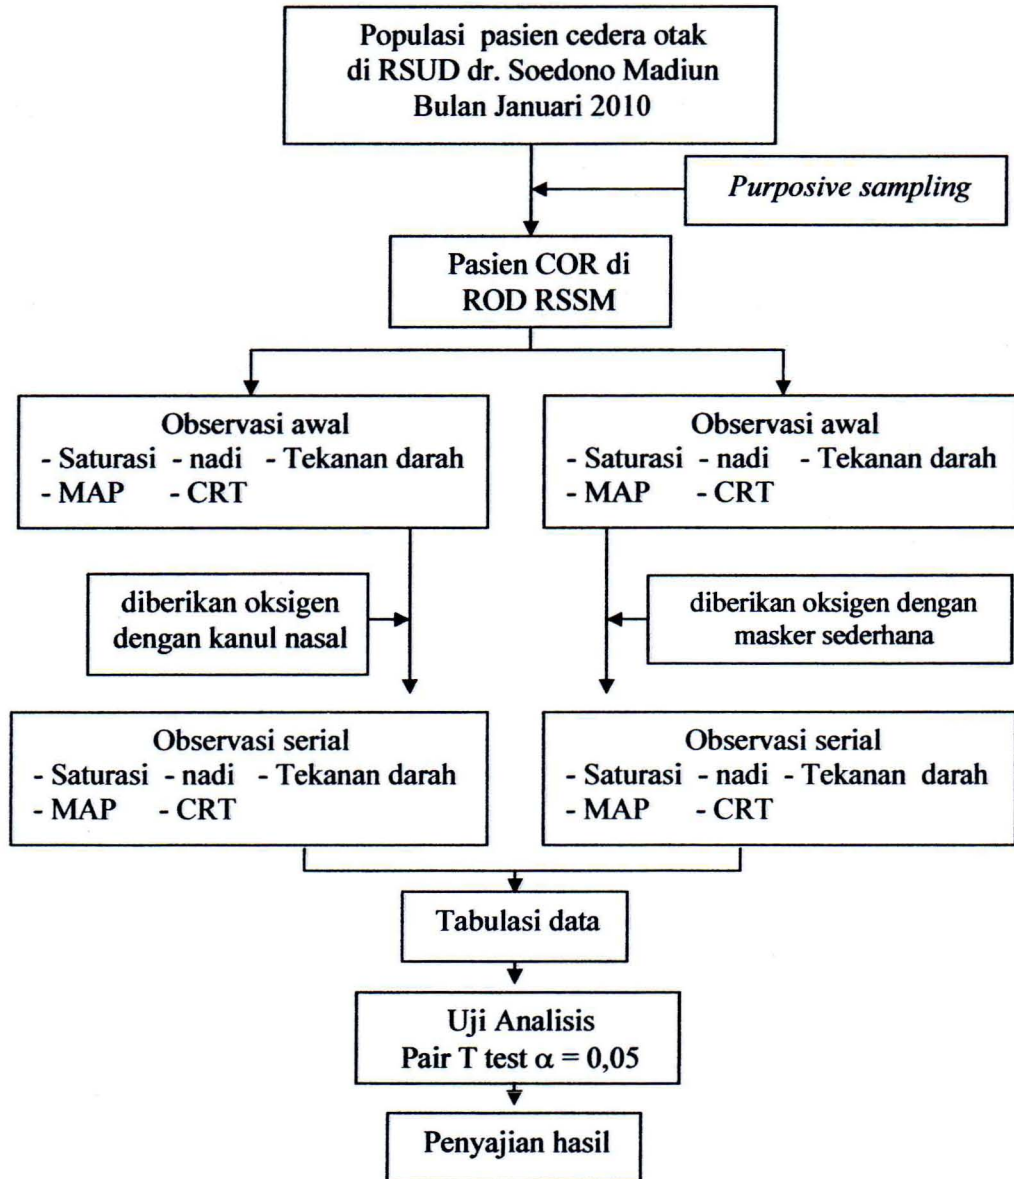 Populasi pasien cedera otak
di RSUD dr. Soedono Madiun
Bulan Januari 2010
Purposive sampling
Pasien COR di
ROD RSSM
Observasi awal
- Saturasi - nadi - Tekanan darah
- MAP - CRT
Observasi awal
- Saturasi - nadi - Tekanan darah
- MAP - CRT
diberikan oksigen
dengan kanul nasal
diberikan oksigen dengan
masker sederhana
Observasi serial
- Saturasi - nadi - Tekanan darah
- MAP - CRT
Observasi serial
- Saturasi - nadi - Tekanan darah
- MAP - CRT
Tabulasi data
Uji Analisis
Pair T test α = 0,05
Penyajian hasil